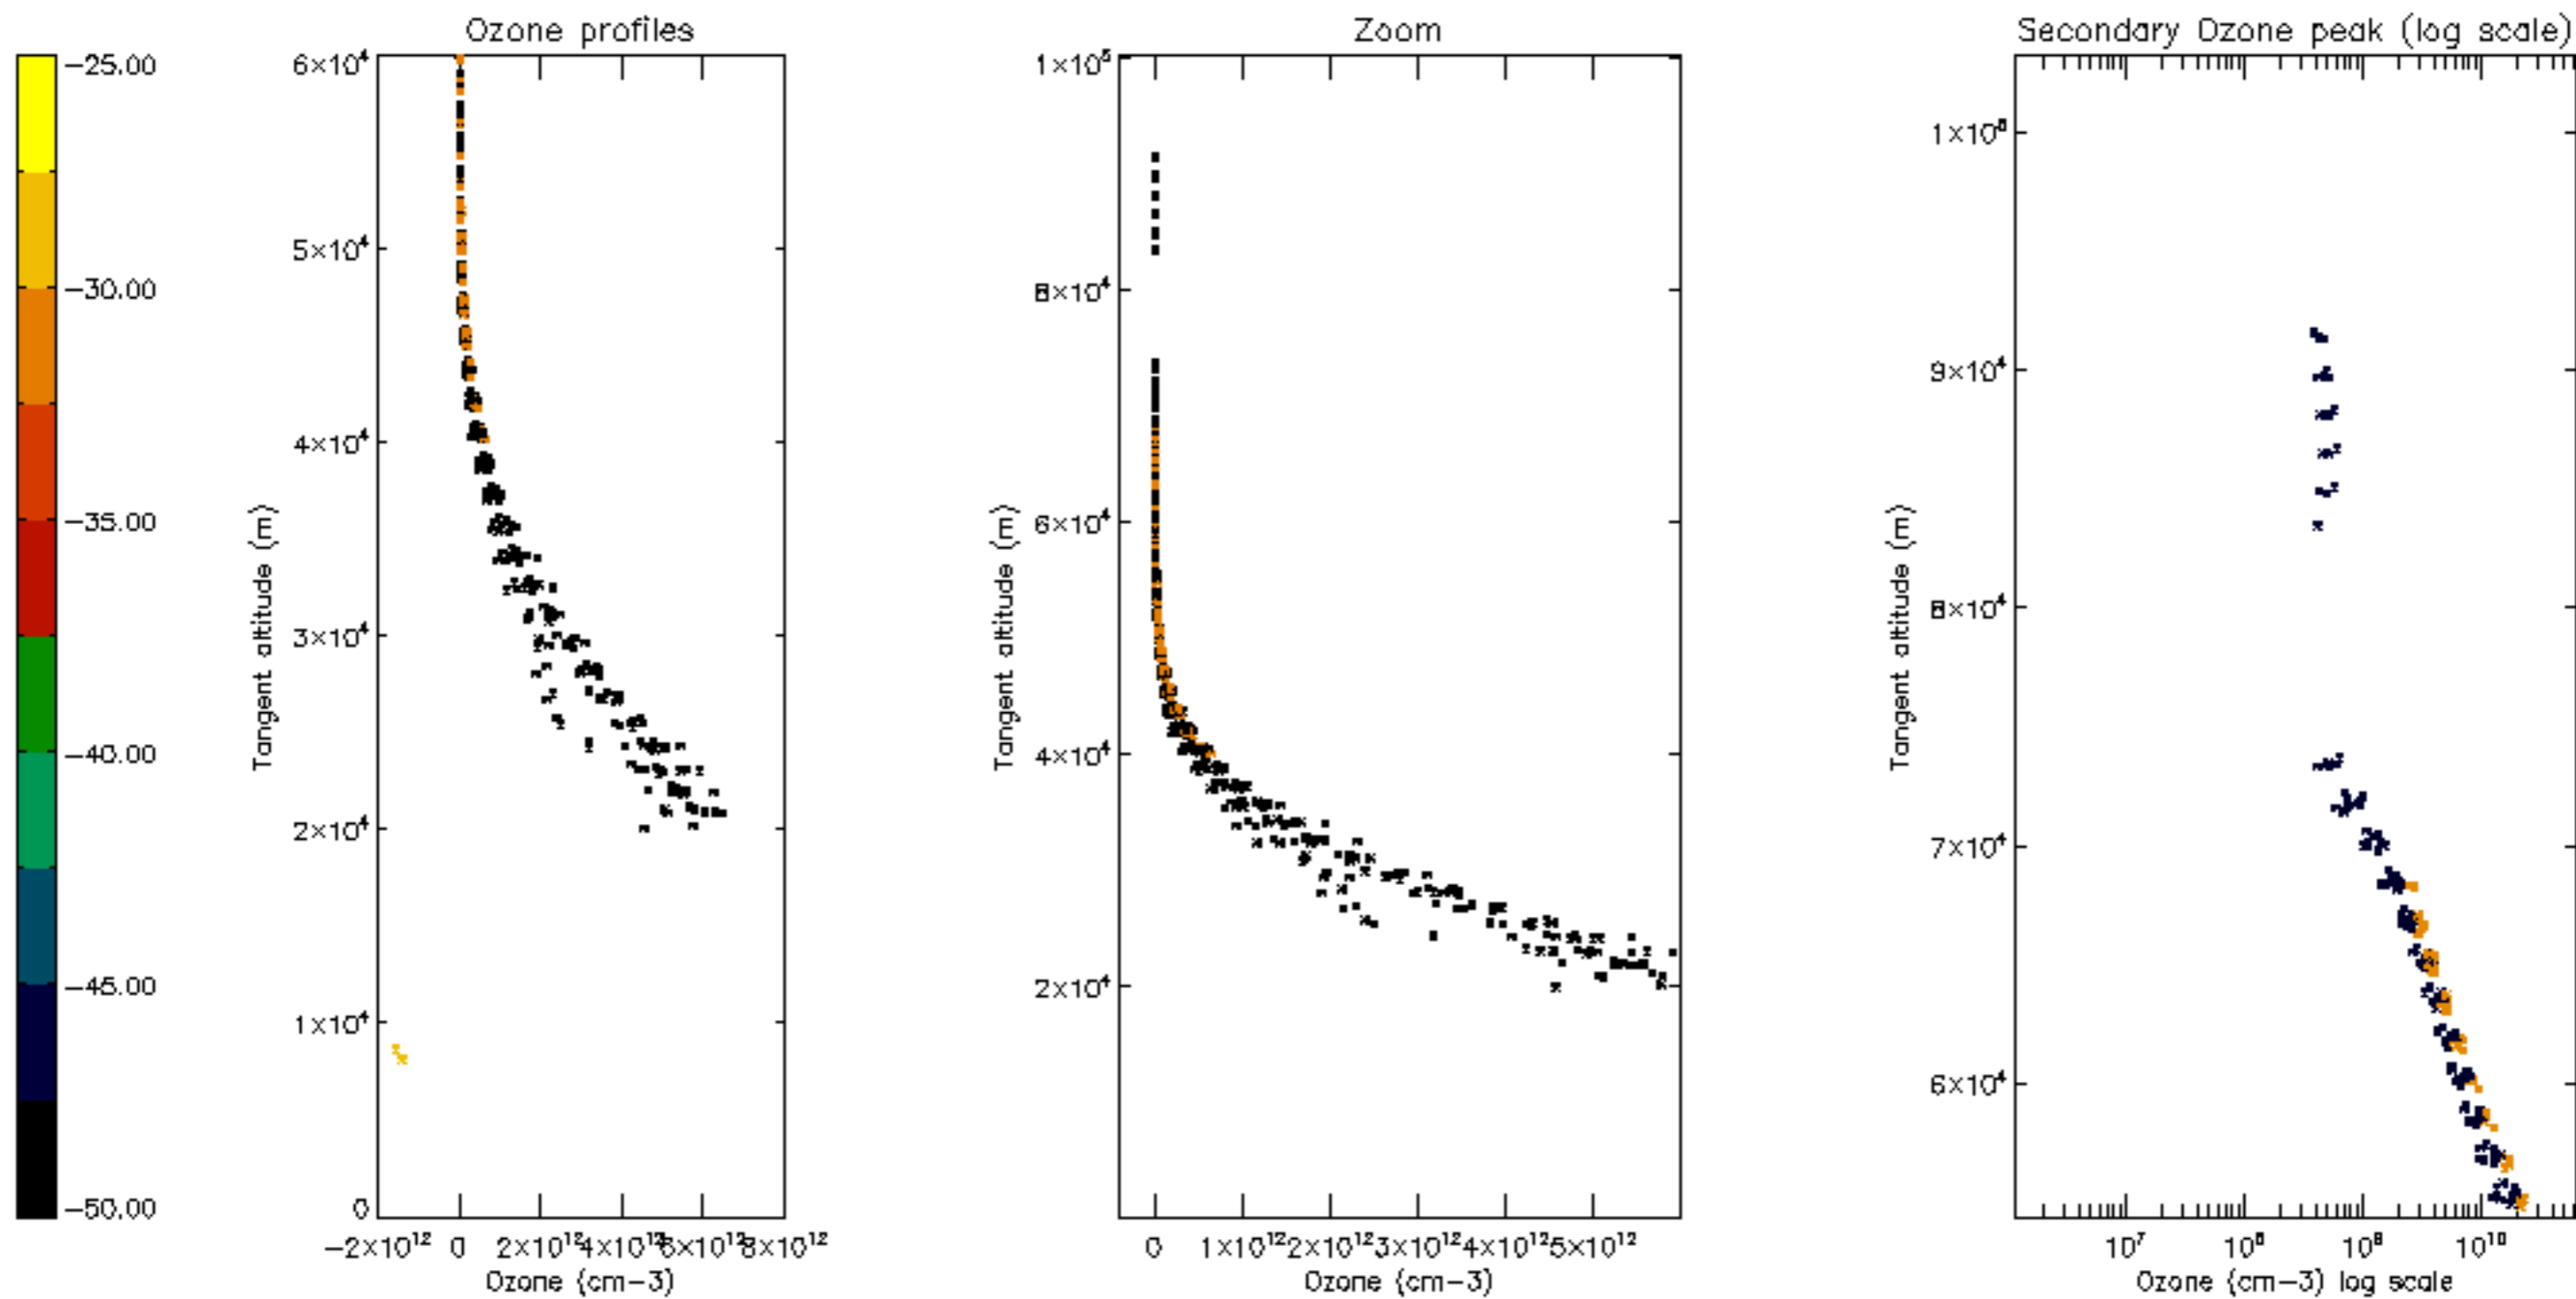 Ozone profiles
Zoom
Secondary Ozone peak (log scale)
-25.00
-30.00
-35.00
-40.00
-45.00
-50.00
6×10⁴
5×10⁴
4×10⁴
3×10⁴
2×10⁴
1×10⁴
0
Tangent altitude (m)
-2×10¹² 0 2×10¹² 4×10¹² 6×10¹² 8×10¹²
Ozone (cm-3)
1×10⁵
8×10⁴
6×10⁴
4×10⁴
2×10⁴
Tangent altitude (m)
0 1×10¹² 2×10¹² 3×10¹² 4×10¹² 5×10¹²
Ozone (cm-3)
1×10⁵
9×10⁴
8×10⁴
7×10⁴
6×10⁴
Tangent altitude (m)
10⁷ 10⁸ 10⁹ 10¹⁰
Ozone (cm-3) log scale